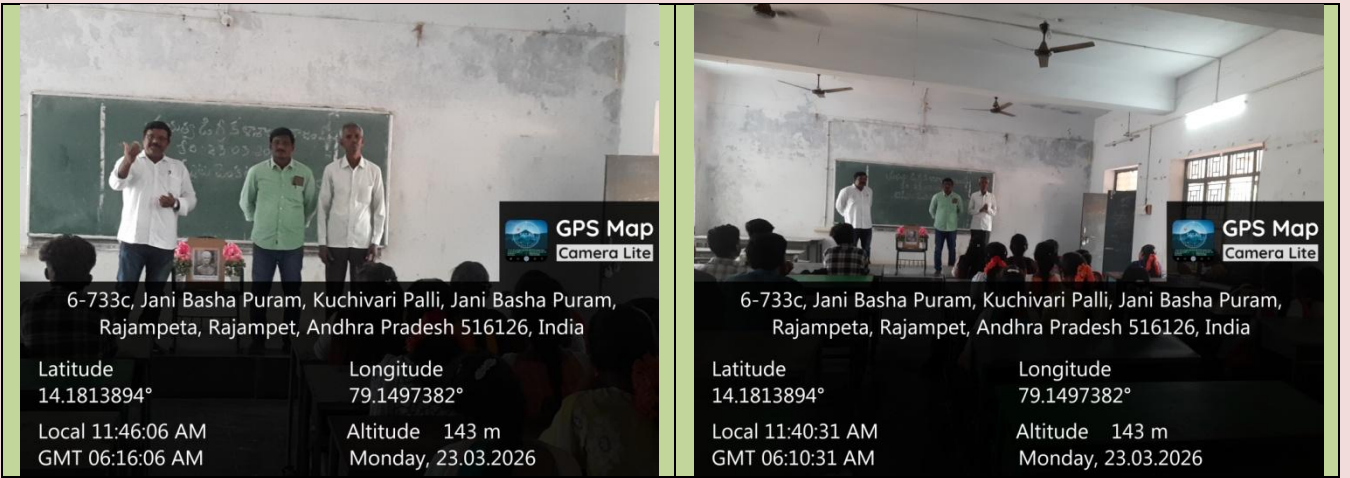 GPS Map
Camera Lite
6-733c, Jani Basha Puram, Kuchivari Palli, Jani Basha Puram,
Rajampeta, Rajampet, Andhra Pradesh 516126, India
Latitude
14.1813894°
Longitude
79.1497382°
Local 11:46:06 AM
GMT 06:16:06 AM
Altitude 143 m
Monday, 23.03.2026
GPS Map
Camera Lite
6-733c, Jani Basha Puram, Kuchivari Palli, Jani Basha Puram,
Rajampeta, Rajampet, Andhra Pradesh 516126, India
Latitude
14.1813894°
Longitude
79.1497382°
Local 11:40:31 AM
GMT 06:10:31 AM
Altitude 143 m
Monday, 23.03.2026